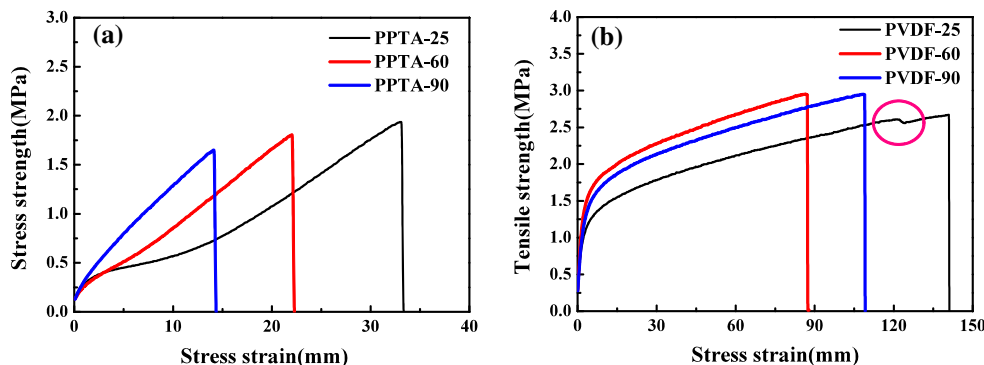 (a)
PPTA-25
PPTA-60
PPTA-90
Stress strength(MPa)
3.0
2.5
2.0
1.5
1.0
0.5
0.0
0 10 20 30 40
Stress strain(mm)
(b)
PVDF-25
PVDF-60
PVDF-90
Tensile strength(MPa)
4.0
3.5
3.0
2.5
2.0
1.5
1.0
0.5
0.0
0 30 60 90 120 150
Stress strain(mm)